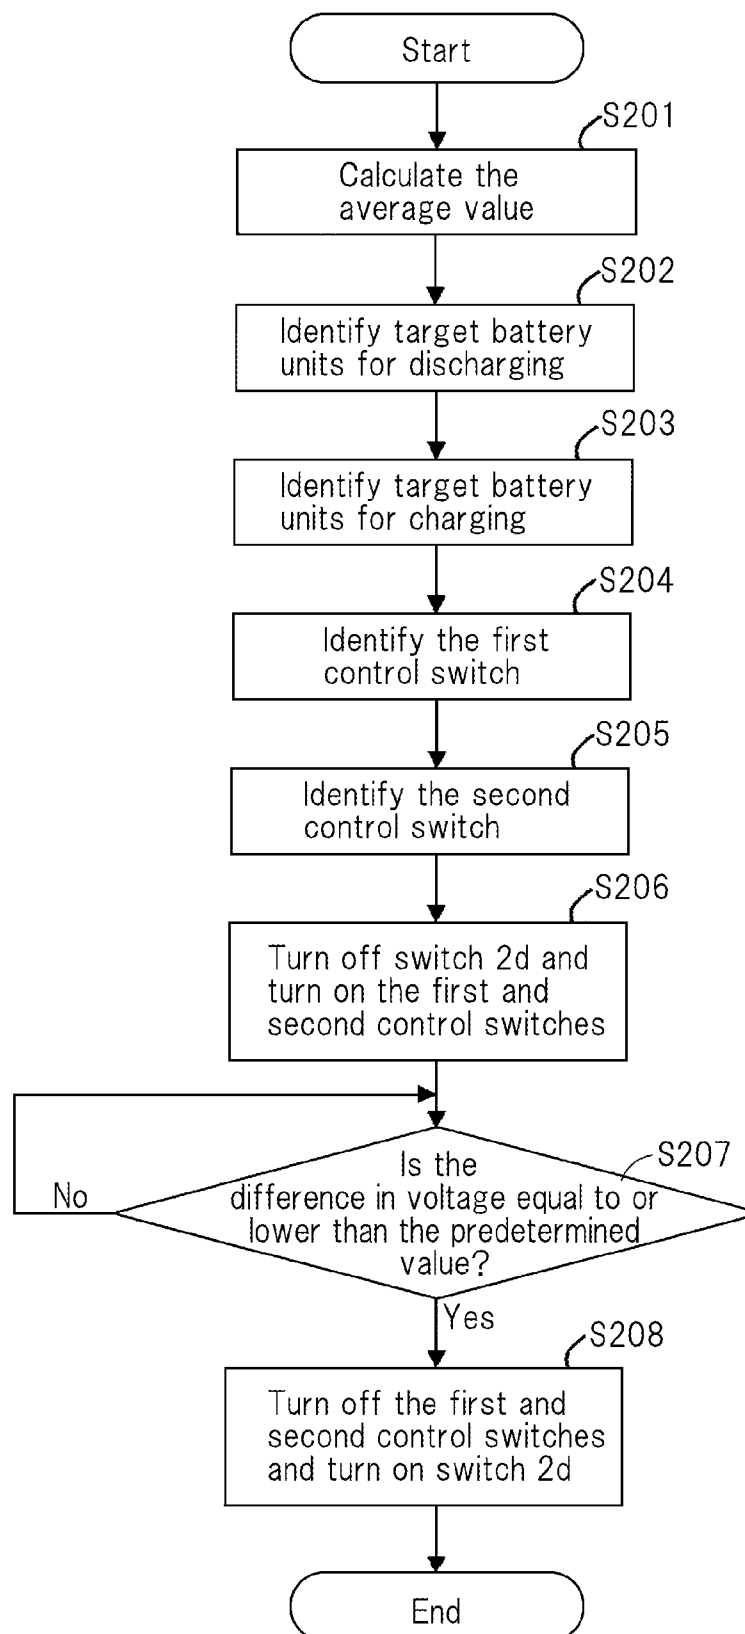 Start
S201
Calculate the
average value
S202
Identify target battery
units for discharging
S203
Identify target battery
units for charging
S204
Identify the first
control switch
S205
Identify the second
control switch
S206
Turn off switch 2d and
turn on the first and
second control switches
S207
Is the
difference in voltage equal to or
lower than the predetermined
value?
No
Yes
S208
Turn off the first and
second control switches
and turn on switch 2d
End